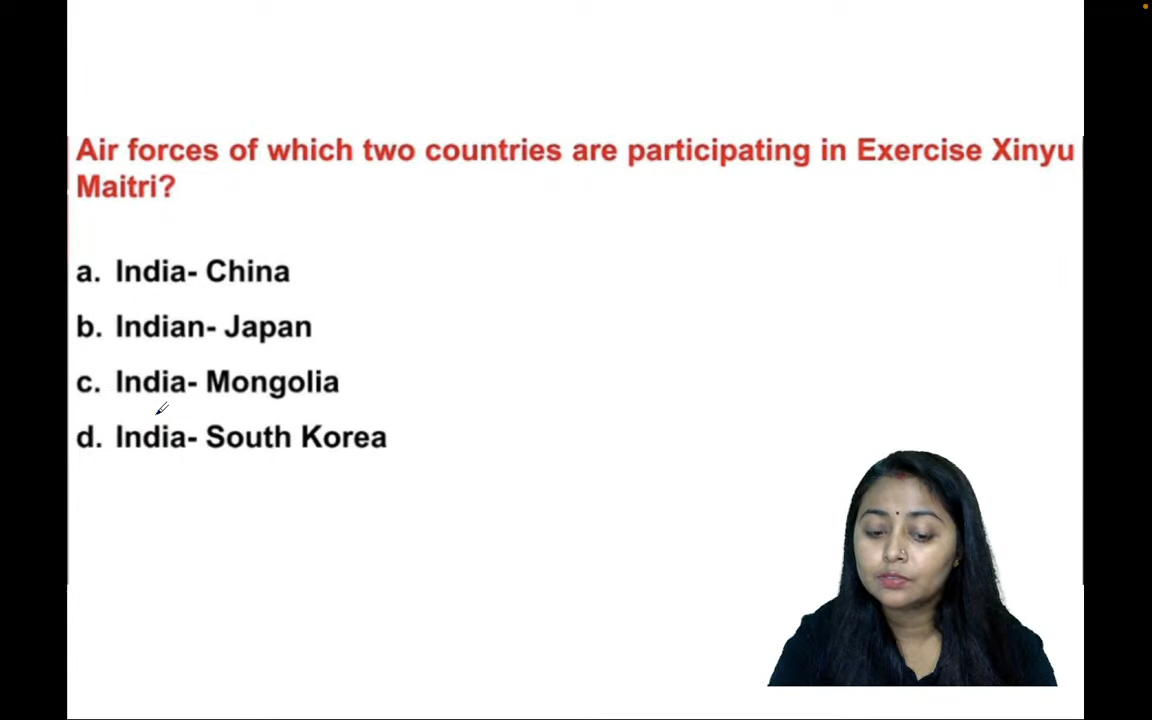 Air forces of which two countries are participating in Exercise Xinyu
Maitri?
a. India- China
b. Indian- Japan
c. India- Mongolia
d. India- South Korea